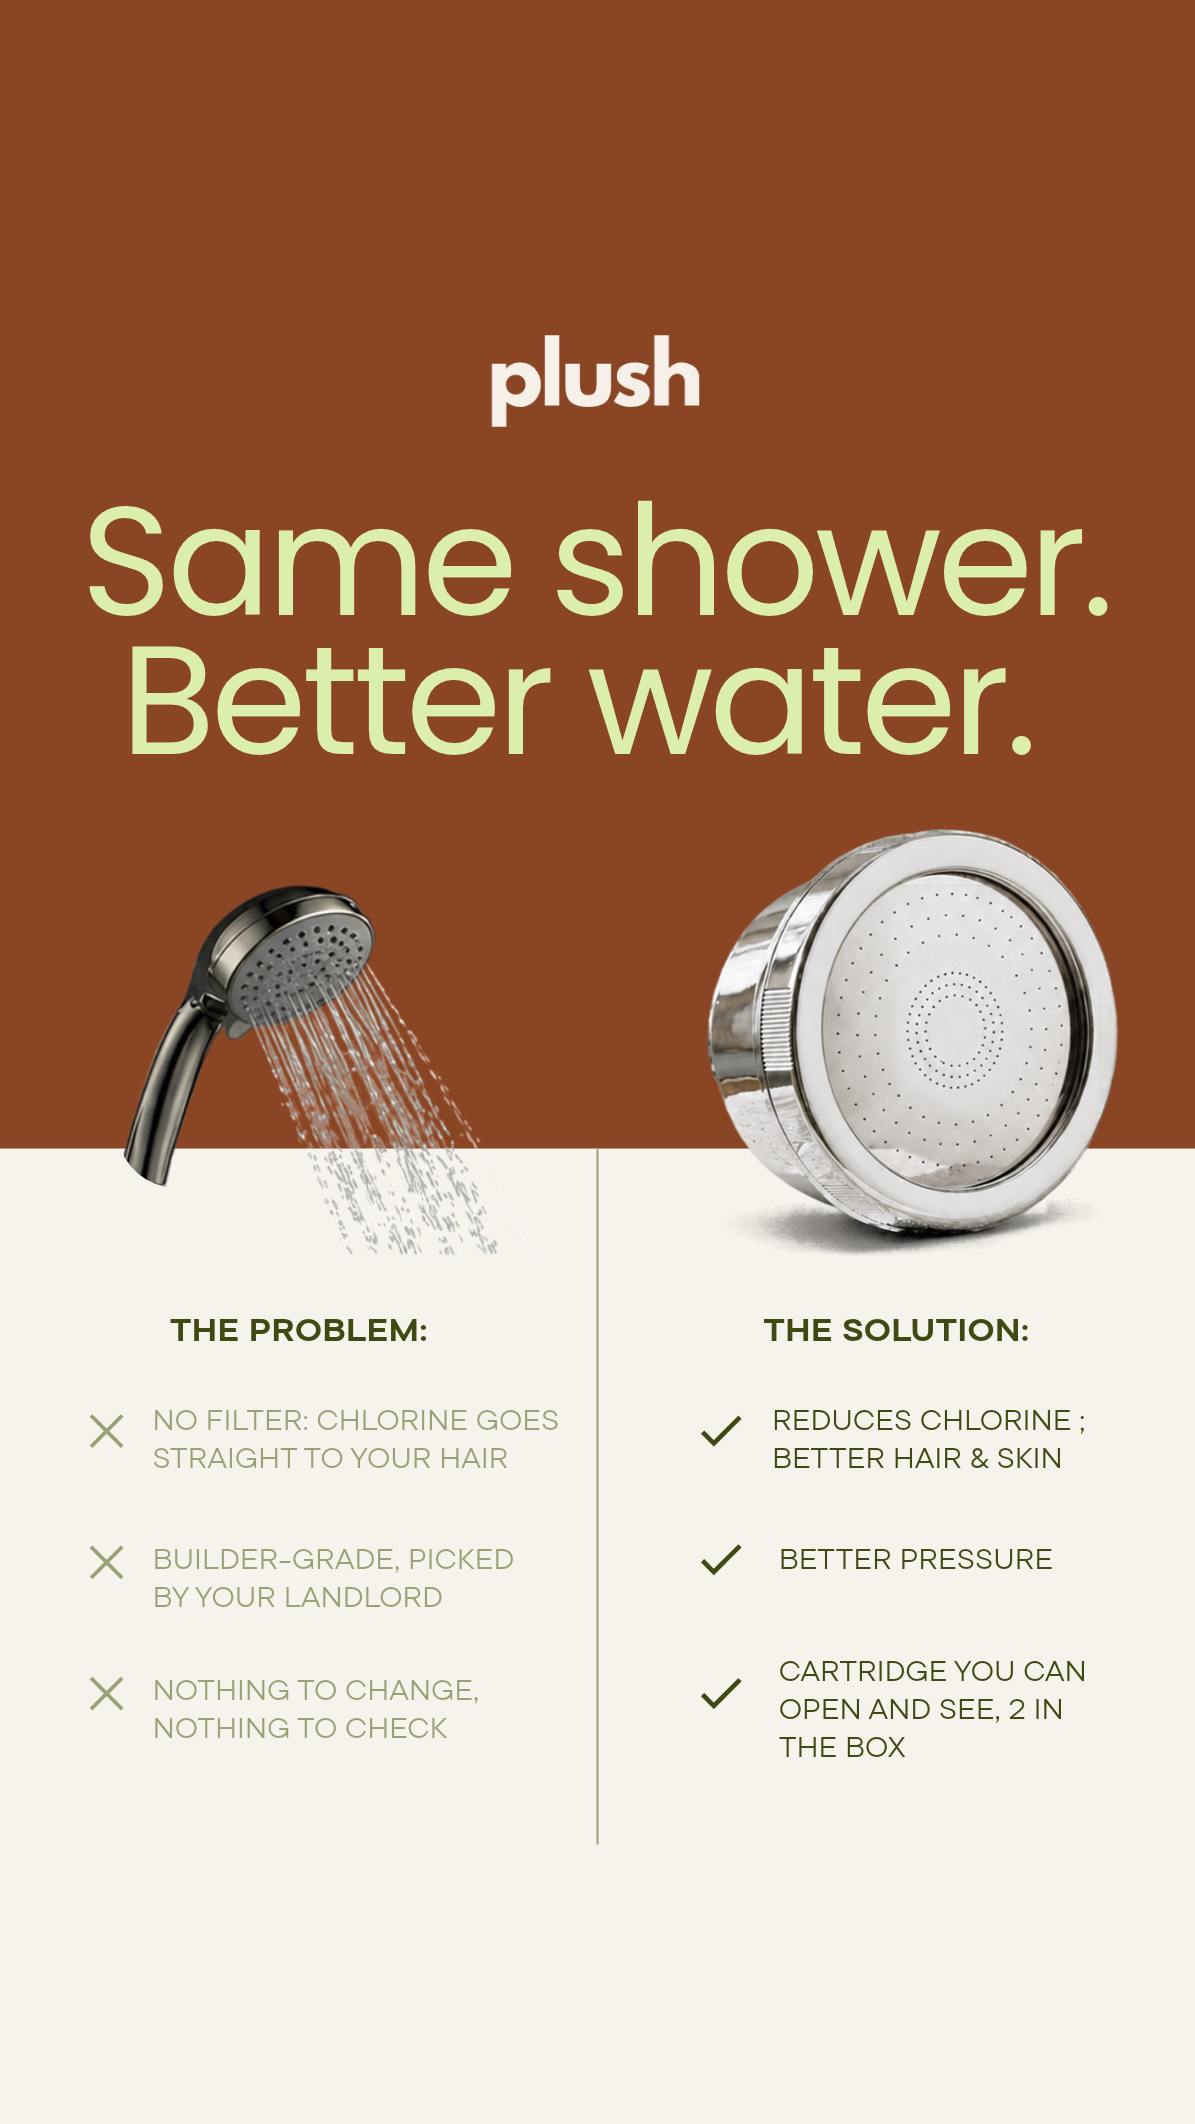 plush
Same shower.
Better water.
THE PROBLEM:
NO FILTER: CHLORINE GOES
STRAIGHT TO YOUR HAIR
BUILDER-GRADE, PICKED
BY YOUR LANDLORD
NOTHING TO CHANGE,
NOTHING TO CHECK
THE SOLUTION:
REDUCES CHLORINE ;
BETTER HAIR & SKIN
BETTER PRESSURE
CARTRIDGE YOU CAN
OPEN AND SEE, 2 IN
THE BOX